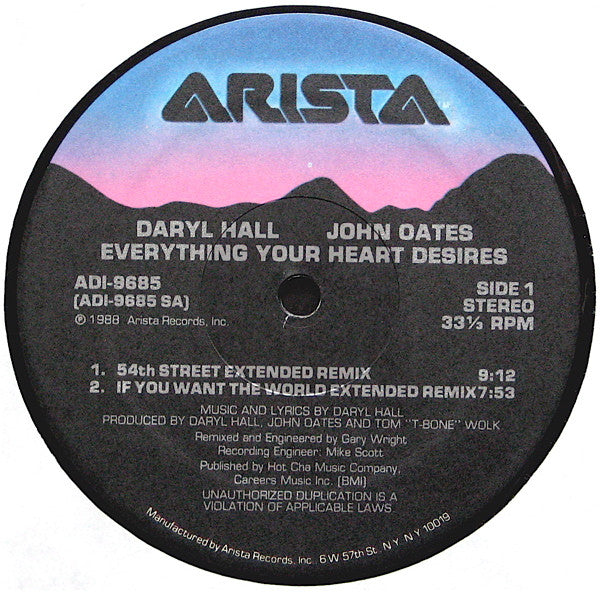 ARISTA
DARYL HALL JOHN OATES
EVERYTHING YOUR HEART DESIRES
ADI-9685
(ADI-9685 SA)
℗ 1988 Arista Records, Inc.
SIDE 1
STEREO
33⅓ RPM
1. 54th STREET EXTENDED REMIX 9:12
2. IF YOU WANT THE WORLD EXTENDED REMIX 7:53
MUSIC AND LYRICS BY DARYL HALL
PRODUCED BY DARYL HALL, JOHN OATES AND TOM "T-BONE" WOLK
Remixed and Engineered by Gary Wright
Recording Engineer: Mike Scott
Published by Hot Cha Music Company,
Careers Music Inc. (BMI)
UNAUTHORIZED DUPLICATION IS A
VIOLATION OF APPLICABLE LAWS.
Manufactured by Arista Records, Inc., 6 W 57th St. N.Y. N.Y. 10019